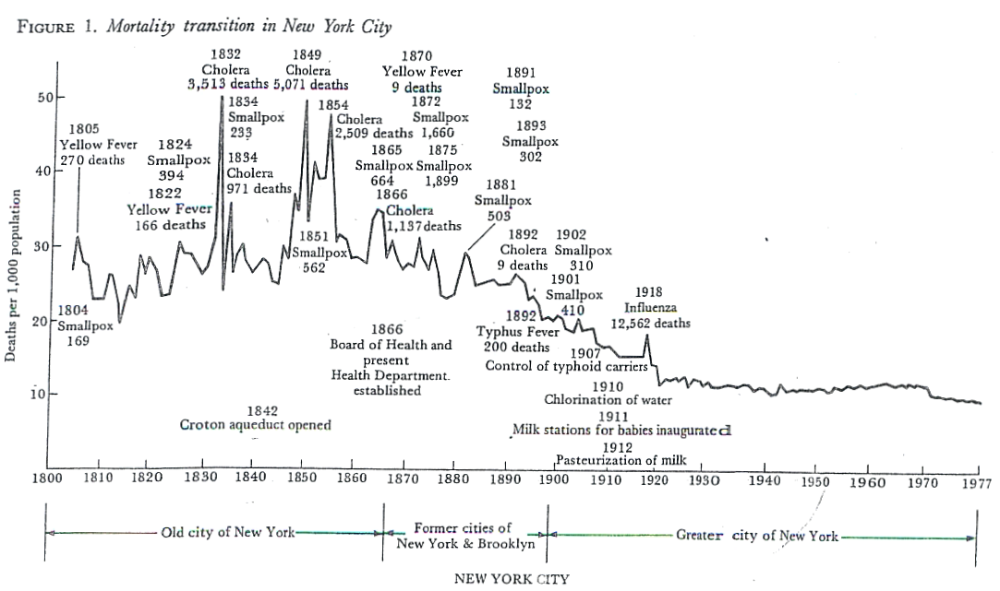 FIGURE 1. Mortality transition in New York City
1832
Cholera
3,513 deaths
1849
Cholera
5,071 deaths
1870
Yellow Fever
9 deaths
1891
Smallpox
132
1805
Yellow Fever
270 deaths
1824
Smallpox
394
1834
Smallpox
233
1854
Cholera
2,509 deaths
1872
Smallpox
1,660
1893
Smallpox
302
1822
Yellow Fever
166 deaths
1834
Cholera
971 deaths
1865
Smallpox
664
1875
Smallpox
1,899
1866
Cholera
1,137 deaths
1881
Smallpox
503
1851
Smallpox
562
1892
Cholera
9 deaths
1902
Smallpox
310
1901
Smallpox
410
1918
Influenza
12,562 deaths
1804
Smallpox
169
1892
Typhus Fever
200 deaths
1866
Board of Health and
present
Health Department.
established
1907
Control of typhoid carriers
1910
Chlorination of water
1842
Croton aqueduct opened
1911
Milk stations for babies inaugurated
1912
Pasteurization of milk
Deaths per 1,000 population
50
40
30
20
10
1800 1810 1820 1830 1840 1850 1860 1870 1880 1890 1900 1910 1920 1930 1940 1950 1960 1970 1977
Old city of New York
Former cities of
New York & Brooklyn
Greater city of New York
NEW YORK CITY